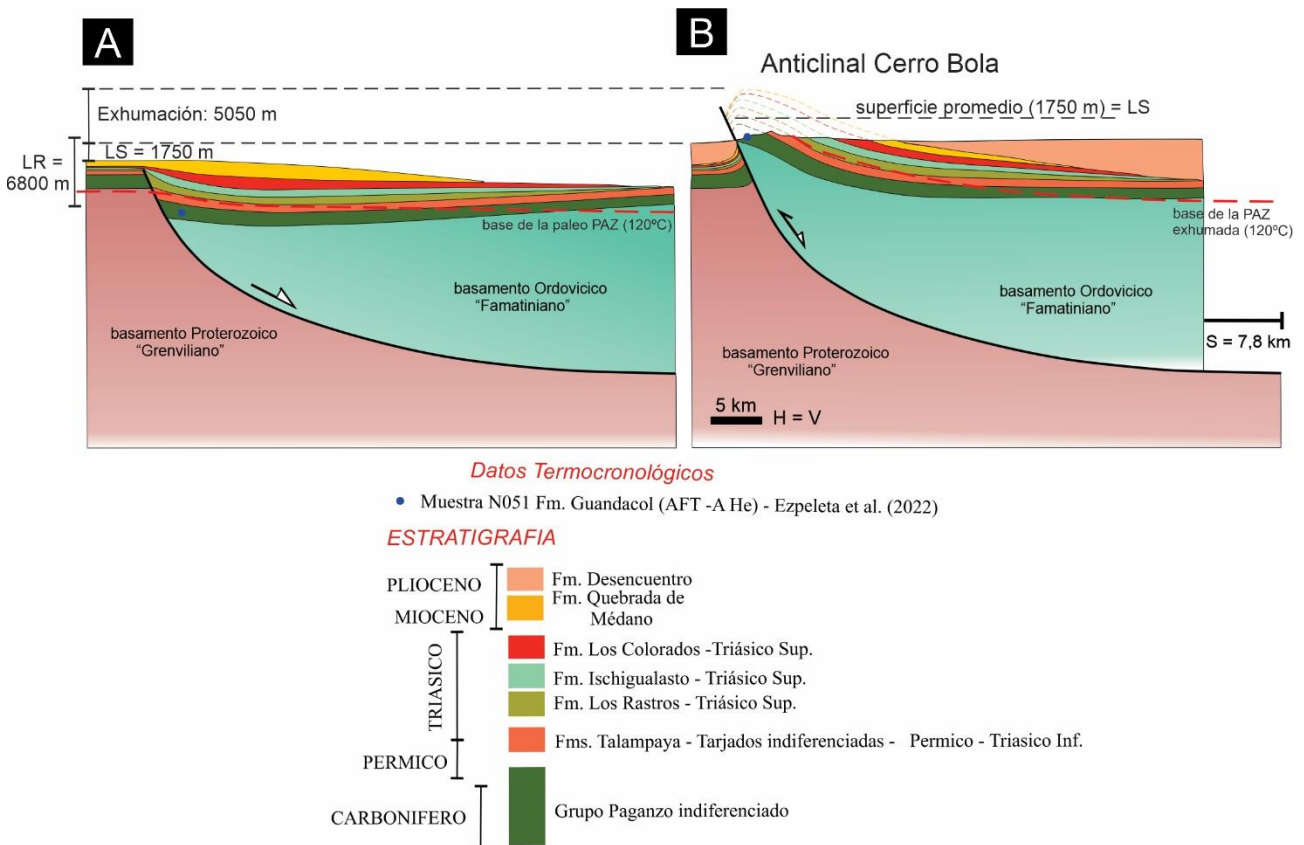 A
Exhumación: 5050 m
LS = 1750 m
LR =
6800 m
base de la paleo PAZ (120ºC)
basamento Ordovicico
"Famatiniano"
basamento Proterozoico
"Grenviliano"
B
Anticlinal Cerro Bola
superficie promedio (1750 m) = LS
base de la PAZ
exhumada (120ºC)
basamento Ordovicico
"Famatiniano"
S = 7,8 km
basamento Proterozoico
"Grenviliano"
5 km H = V
Datos Termocronológicos
Muestra N051 Fm. Guandacol (AFT -A He) - Ezpeleta et al. (2022)
ESTRATIGRAFIA
PLIOCENO
Fm. Desencuentro
MIOCENO
Fm. Quebrada de
Médano
TRIASICO
Fm. Los Colorados -Triásico Sup.
Fm. Ischigualasto - Triásico Sup.
Fm. Los Rastros - Triásico Sup.
Fms. Talampaya - Tarjados indiferenciadas - Permico - Triasico Inf.
PERMICO
CARBONIFERO
Grupo Paganzo indiferenciado